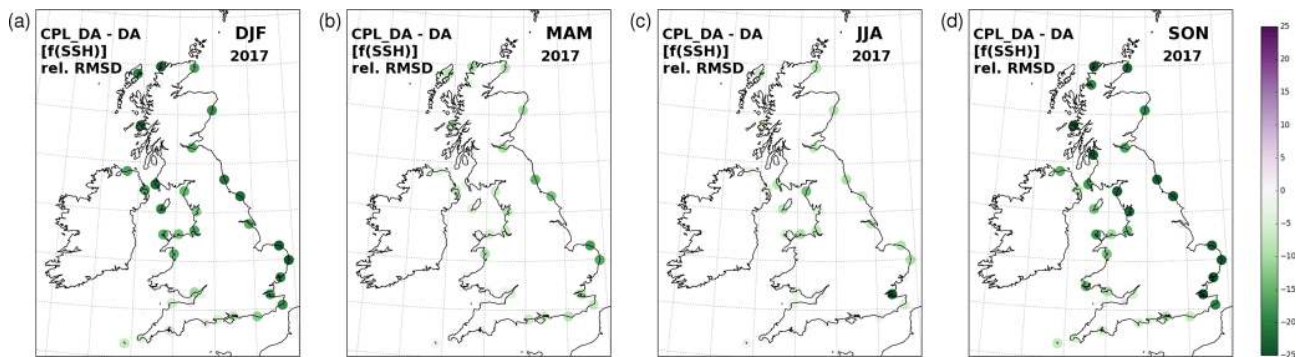 (a)
CPL_DA - DA
[f(SSH)]
rel. RMSD
DJF
2017
(b)
CPL_DA - DA
[f(SSH)]
rel. RMSD
MAM
2017
(c)
CPL_DA - DA
[f(SSH)]
rel. RMSD
JJA
2017
(d)
CPL_DA - DA
[f(SSH)]
rel. RMSD
SON
2017
25
20
15
10
5
0
-5
-10
-15
-20
-25